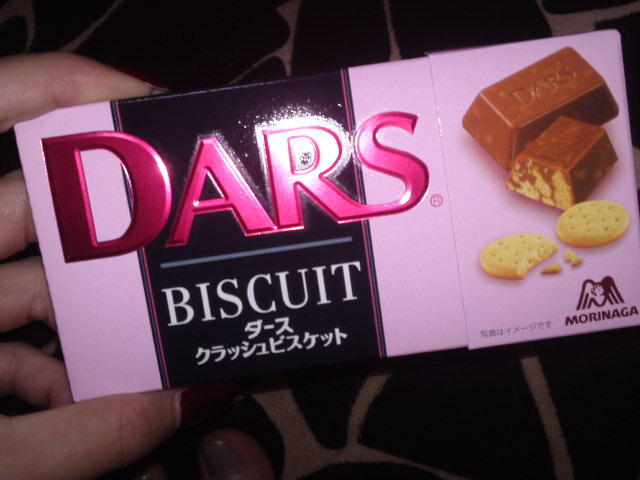 DARS®
BISCUIT
ダース
クラッシュビスケット
DARS
MORINAGA
写真はイメージです